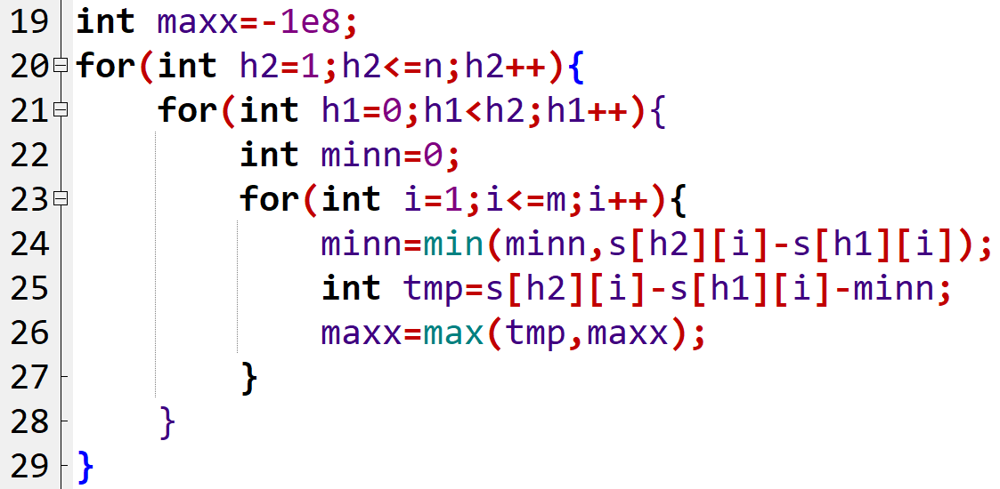 19 int maxx=-1e8;
20 for(int h2=1;h2<=n;h2++){
21     for(int h1=0;h1<h2;h1++){
22         int minn=0;
23         for(int i=1;i<=m;i++){
24             minn=min(minn,s[h2][i]-s[h1][i]);
25             int tmp=s[h2][i]-s[h1][i]-minn;
26             maxx=max(tmp,maxx);
27         }
28     }
29 }